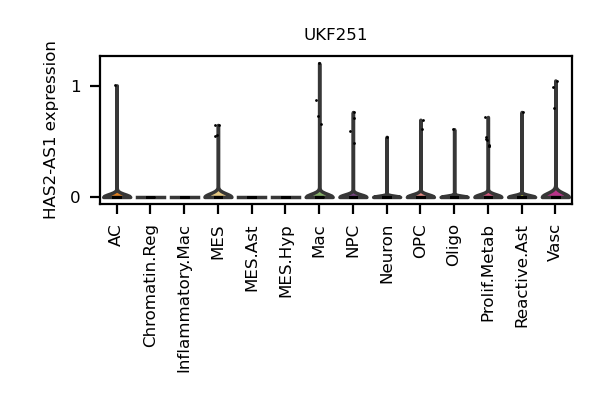 UKF251
HAS2-AS1 expression
1
0
AC
Chromatin.Reg
Inflammatory.Mac
MES
MES.Ast
MES.Hyp
Mac
NPC
Neuron
OPC
Oligo
Prolif.Metab
Reactive.Ast
Vasc